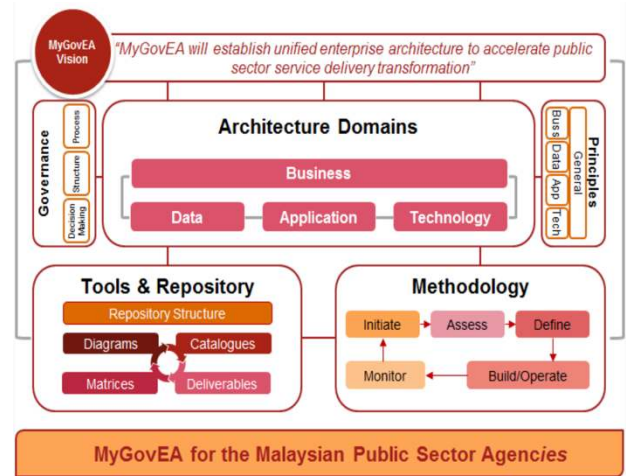 MyGovEA
Vision
“MyGovEA will establish unified enterprise architecture to accelerate public
sector service delivery transformation”
Governance
Process
Structure
Decision
Making
Architecture Domains
Business
Data
Application
Technology
Principles
General
Buss
Data
App
Tech
Tools & Repository
Repository Structure
Diagrams
Catalogues
Matrices
Deliverables
Methodology
Initiate
Assess
Define
Monitor
Build/Operate
MyGovEA for the Malaysian Public Sector Agencies